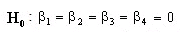 H₀ : β₁ = β₂ = β₃ = β₄ = 0